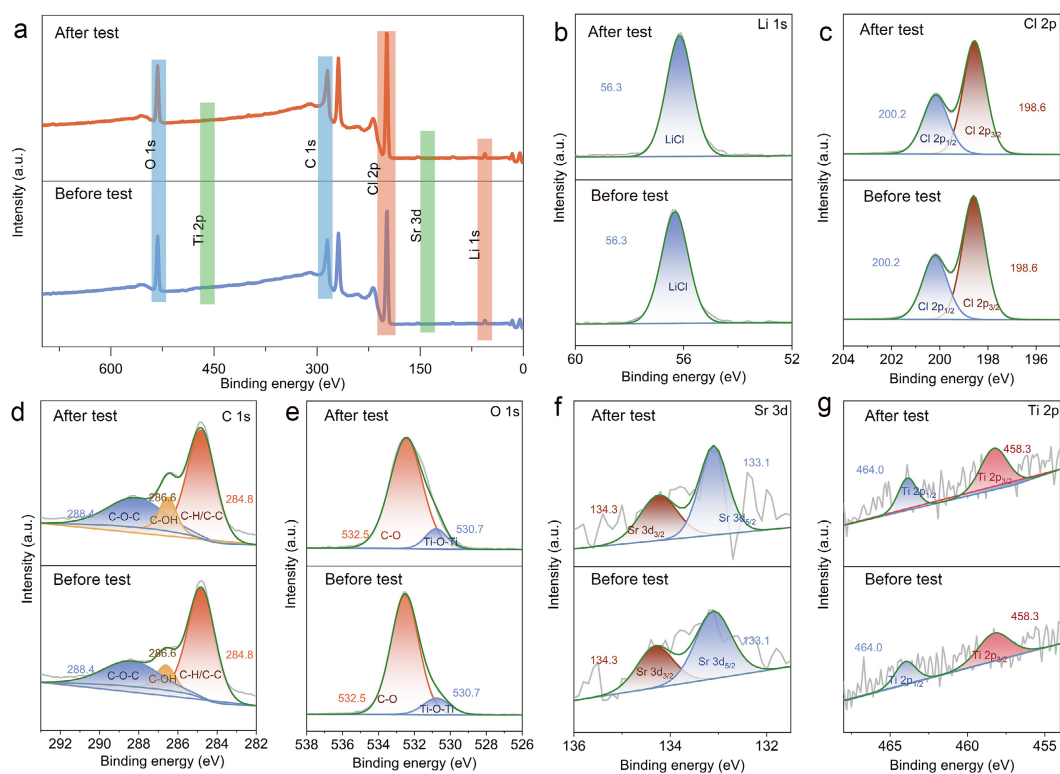 a
After test
O 1s
Ti 2p
C 1s
Cl 2p
Sr 3d
Li 1s
Before test
Intensity (a.u.)
600
450
300
150
0
Binding energy (eV)
b
Li 1s
After test
56.3
LiCl
Before test
56.3
LiCl
Intensity (a.u.)
60
56
52
Binding energy (eV)
c
Cl 2p
After test
200.2
198.6
Cl 2p1/2
Cl 2p3/2
Before test
200.2
198.6
Cl 2p1/2
Cl 2p3/2
Intensity (a.u.)
204
202
200
198
196
Binding energy (eV)
d
C 1s
After test
288.4
286.6
284.8
C-O-C
C-OH
C-H/C-C
Before test
288.4
286.6
284.8
C-O-C
C-OH
C-H/C-C
Intensity (a.u.)
292
290
288
286
284
282
Binding energy (eV)
e
O 1s
After test
532.5
C-O
530.7
Ti-O-Ti
Before test
532.5
C-O
530.7
Ti-O-Ti
Intensity (a.u.)
538
536
534
532
530
528
526
Binding energy (eV)
f
Sr 3d
After test
134.3
133.1
Sr 3d3/2
Sr 3d5/2
Before test
134.3
133.1
Sr 3d3/2
Sr 3d5/2
Intensity (a.u.)
136
134
132
Binding energy (eV)
g
Ti 2p
After test
464.0
458.3
Ti 2p1/2
Ti 2p3/2
Before test
464.0
458.3
Ti 2p1/2
Ti 2p3/2
Intensity (a.u.)
465
460
455
Binding energy (eV)